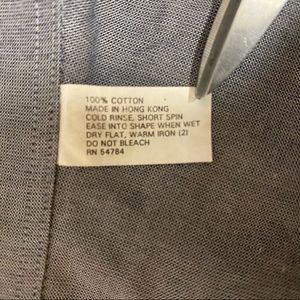 100% COTTON
MADE IN HONG KONG
COLD RINSE, SHORT SPIN
EASE INTO SHAPE WHEN WET
DRY FLAT, WARM IRON (2)
DO NOT BLEACH
RN 54784